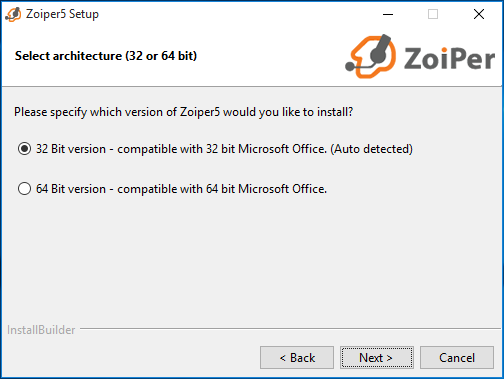 Zoiper5 Setup
Select architecture (32 or 64 bit)
ZoiPer
Please specify which version of Zoiper5 would you like to install?
32 Bit version - compatible with 32 bit Microsoft Office. (Auto detected)
64 Bit version - compatible with 64 bit Microsoft Office.
InstallBuilder
< Back
Next >
Cancel